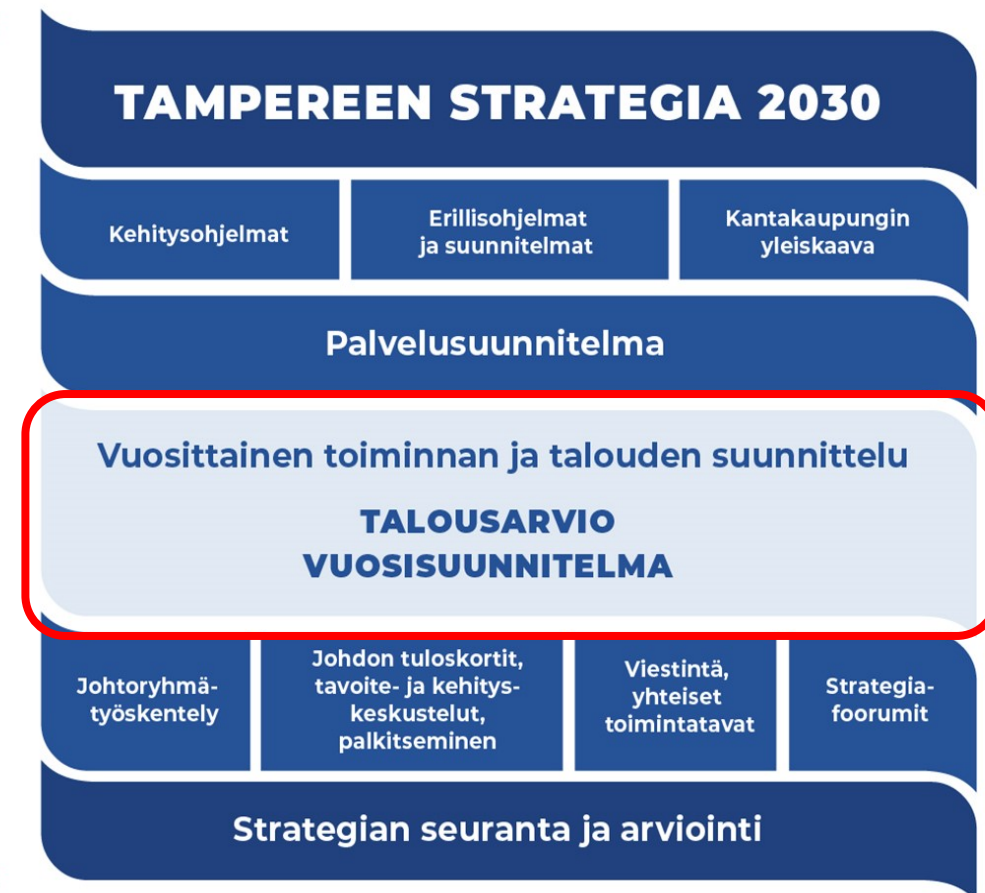 TAMPEREEN STRATEGIA 2030
Kehitysohjelmat
Erillisohjelmat
ja suunnitelmat
Kantakaupungin
yleiskaava
Palvelusuunnitelma
Vuosittainen toiminnan ja talouden suunnittelu
TALOUSARVIO
VUOSISUUNNITELMA
Johtoryhmä-
työskentely
Johdon tuloskortit,
tavoite- ja kehitys-
keskustelut,
palkitseminen
Viestintä,
yhteiset
toimintatavat
Strategia-
foorumit
Strategian seuranta ja arviointi